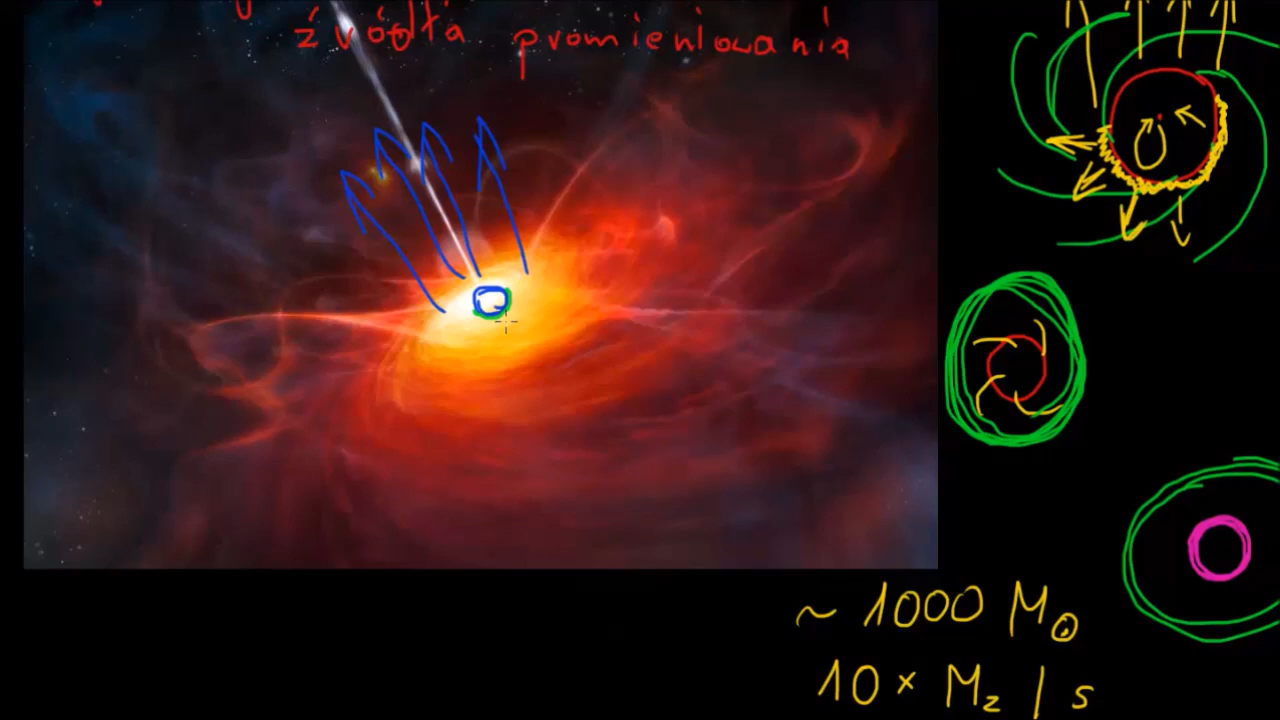 źródła promieniowania
~ 1000 M☉
10 × Mz / s